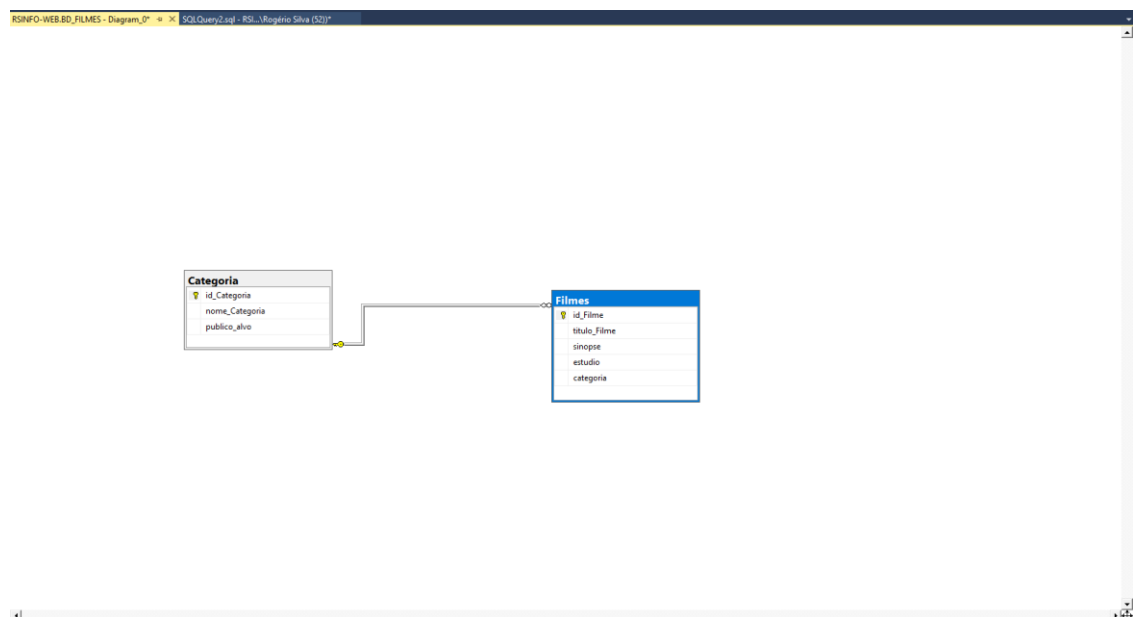 RSINFO-WEB.BD_FILMES - Diagram_0*
SQLQuery2.sql - RSI...\Rogério Silva (52))*
Categoria
id_Categoria
nome_Categoria
publico_alvo
Filmes
id_Filme
titulo_Filme
sinopse
estudio
categoria